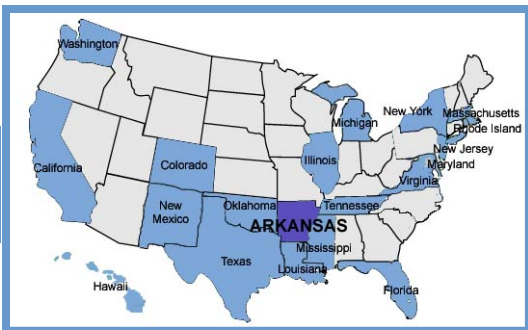 Washington
New York
Massachusetts
Michigan
Rhode Island
New Jersey
Illinois
Maryland
California
Colorado
Virginia
New
Mexico
Oklahoma
Tennessee
ARKANSAS
Mississippi
Texas
Louisiana
Hawaii
Florida